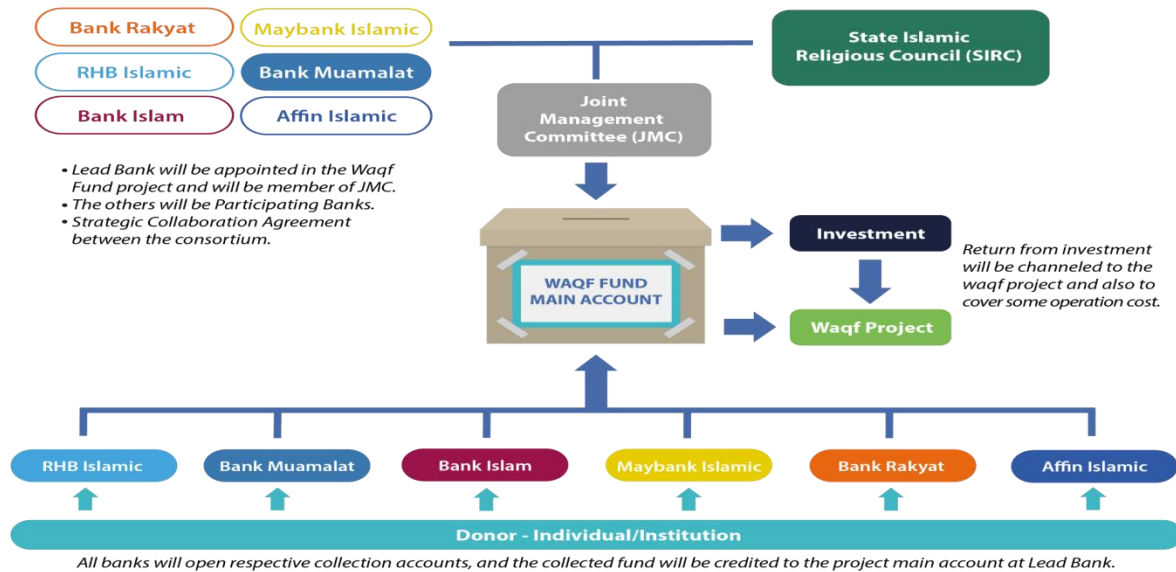 Bank Rakyat
Maybank Islamic
RHB Islamic
Bank Muamalat
Bank Islam
Affin Islamic
State Islamic
Religious Council (SIRC)
Joint
Management
Committee (JMC)
• Lead Bank will be appointed in the Waqf
Fund project and will be member of JMC.
• The others will be Participating Banks.
• Strategic Collaboration Agreement
between the consortium.
WAQF FUND
MAIN ACCOUNT
Investment
Waqf Project
Return from investment
will be channeled to the
waqf project and also to
cover some operation cost.
RHB Islamic
Bank Muamalat
Bank Islam
Maybank Islamic
Bank Rakyat
Affin Islamic
Donor - Individual/Institution
All banks will open respective collection accounts, and the collected fund will be credited to the project main account at Lead Bank.